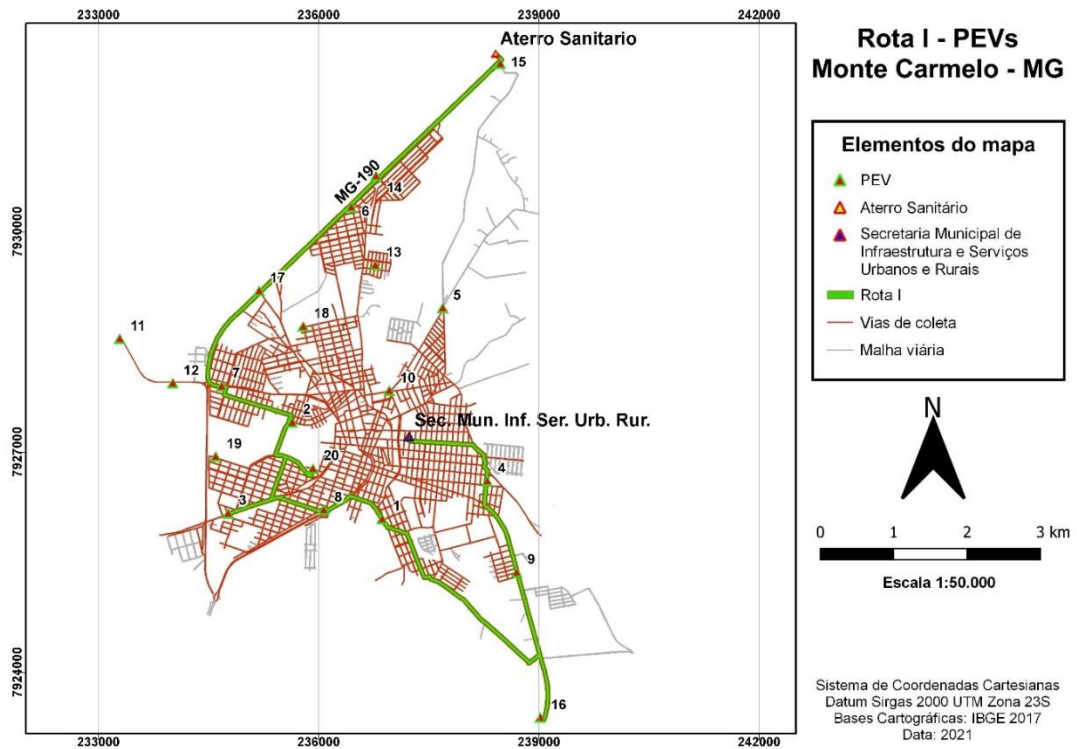 233000
236000
239000
242000
Aterro Sanitario
15
MG-190
14
6
13
17
5
18
11
12
7
10
2
Sec. Mun. Inf. Ser. Urb. Rur.
19
20
4
3
8
1
9
16
7930000
7927000
7924000
233000
236000
239000
242000
Rota I - PEVs
Monte Carmelo - MG
Elementos do mapa
PEV
Aterro Sanitário
Secretaria Municipal de
Infraestrutura e Serviços
Urbanos e Rurais
Rota I
Vias de coleta
Malha viária
N
0 1 2 3 km
Escala 1:50.000
Sistema de Coordenadas Cartesianas
Datum Sirgas 2000 UTM Zona 23S
Bases Cartográficas: IBGE 2017
Data: 2021